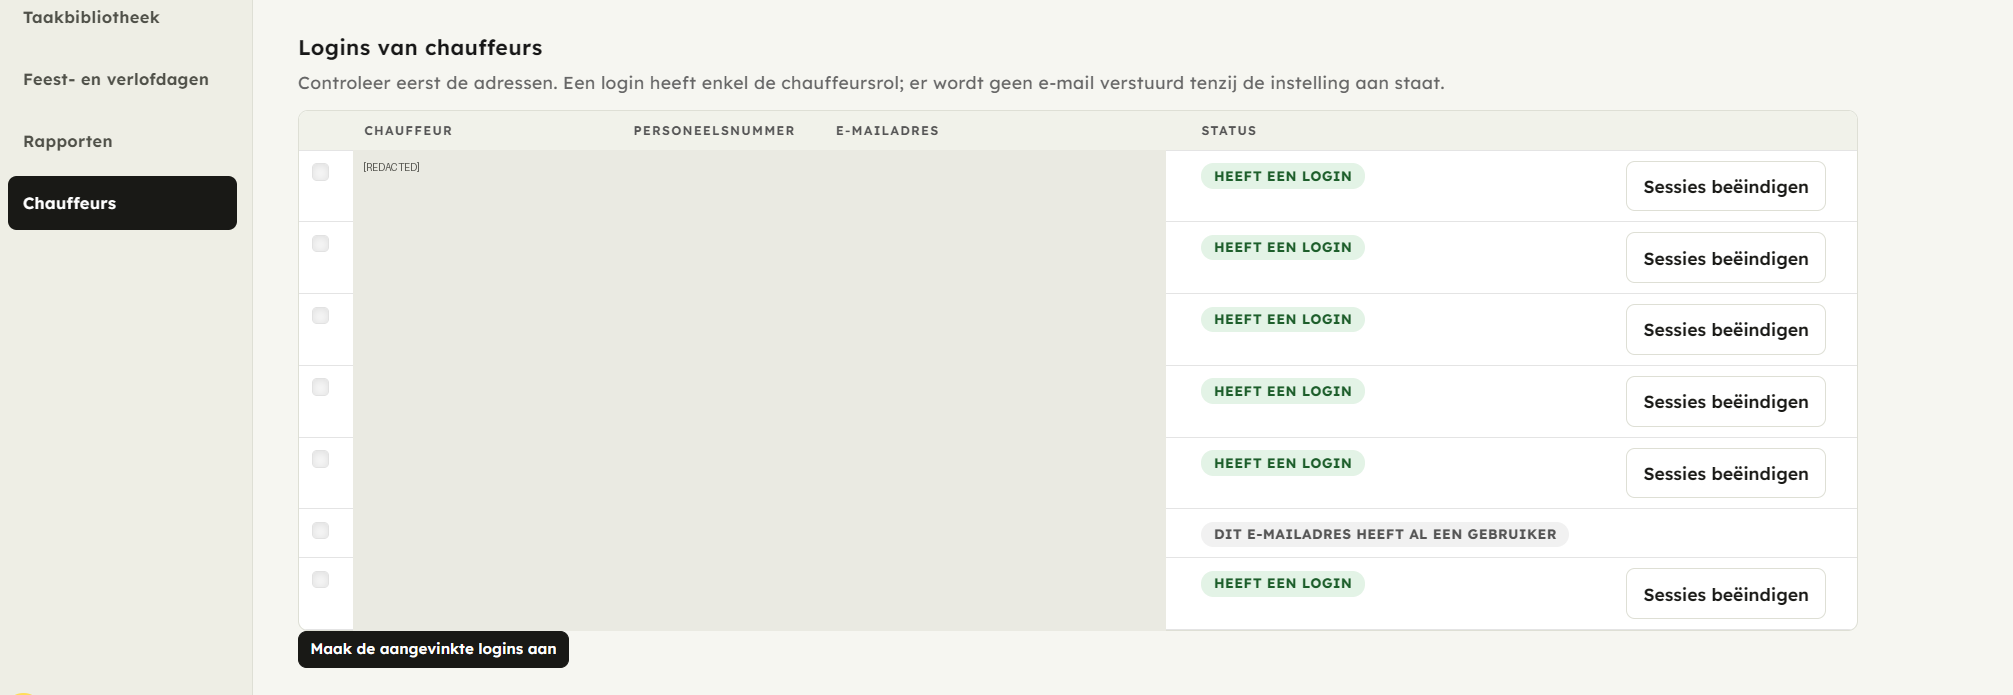 Taakbibliotheek
Feest- en verlofdagen
Rapporten
Chauffeurs
Logins van chauffeurs
Controleer eerst de adressen. Een login heeft enkel de chauffeursrol; er wordt geen e-mail verstuurd tenzij de instelling aan staat.
CHAUFFEUR PERSONEELSNUMMER E-MAILADRES STATUS
[REDACTED] HEEFT EEN LOGIN Sessies beëindigen
HEEFT EEN LOGIN Sessies beëindigen
HEEFT EEN LOGIN Sessies beëindigen
HEEFT EEN LOGIN Sessies beëindigen
HEEFT EEN LOGIN Sessies beëindigen
DIT E-MAILADRES HEEFT AL EEN GEBRUIKER
HEEFT EEN LOGIN Sessies beëindigen
Maak de aangevinkte logins aan